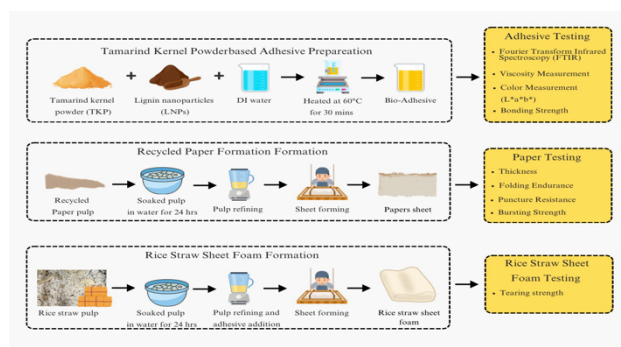 Tamarind Kernel Powderbased Adhesive Prepareation
Tamarind kernel
powder (TKP)
+
Lignin nanoparticles
(LNPs)
+
DI water
Heated at 60°C
for 30 mins
Bio-Adhesive
Adhesive Testing
• Fourier Transform Infrared
Spectroscopy (FTIR)
• Viscosity Measurement
• Color Measurement
(L*a*b*)
• Bonding Strength
Recycled Paper Formation Formation
Recycled
Paper pulp
Soaked pulp
in water for 24 hrs
Pulp refining
Sheet forming
Papers sheet
Paper Testing
• Thickness
• Folding Endurance
• Puncture Resistance
• Bursting Strength
Rice Straw Sheet Foam Formation
Rice straw pulp
Soaked pulp
in water for 24 hrs
Pulp refining and
adhesive addition
Sheet forming
Rice straw sheet
foam
Rice Straw Sheet
Foam Testing
• Tearing strength